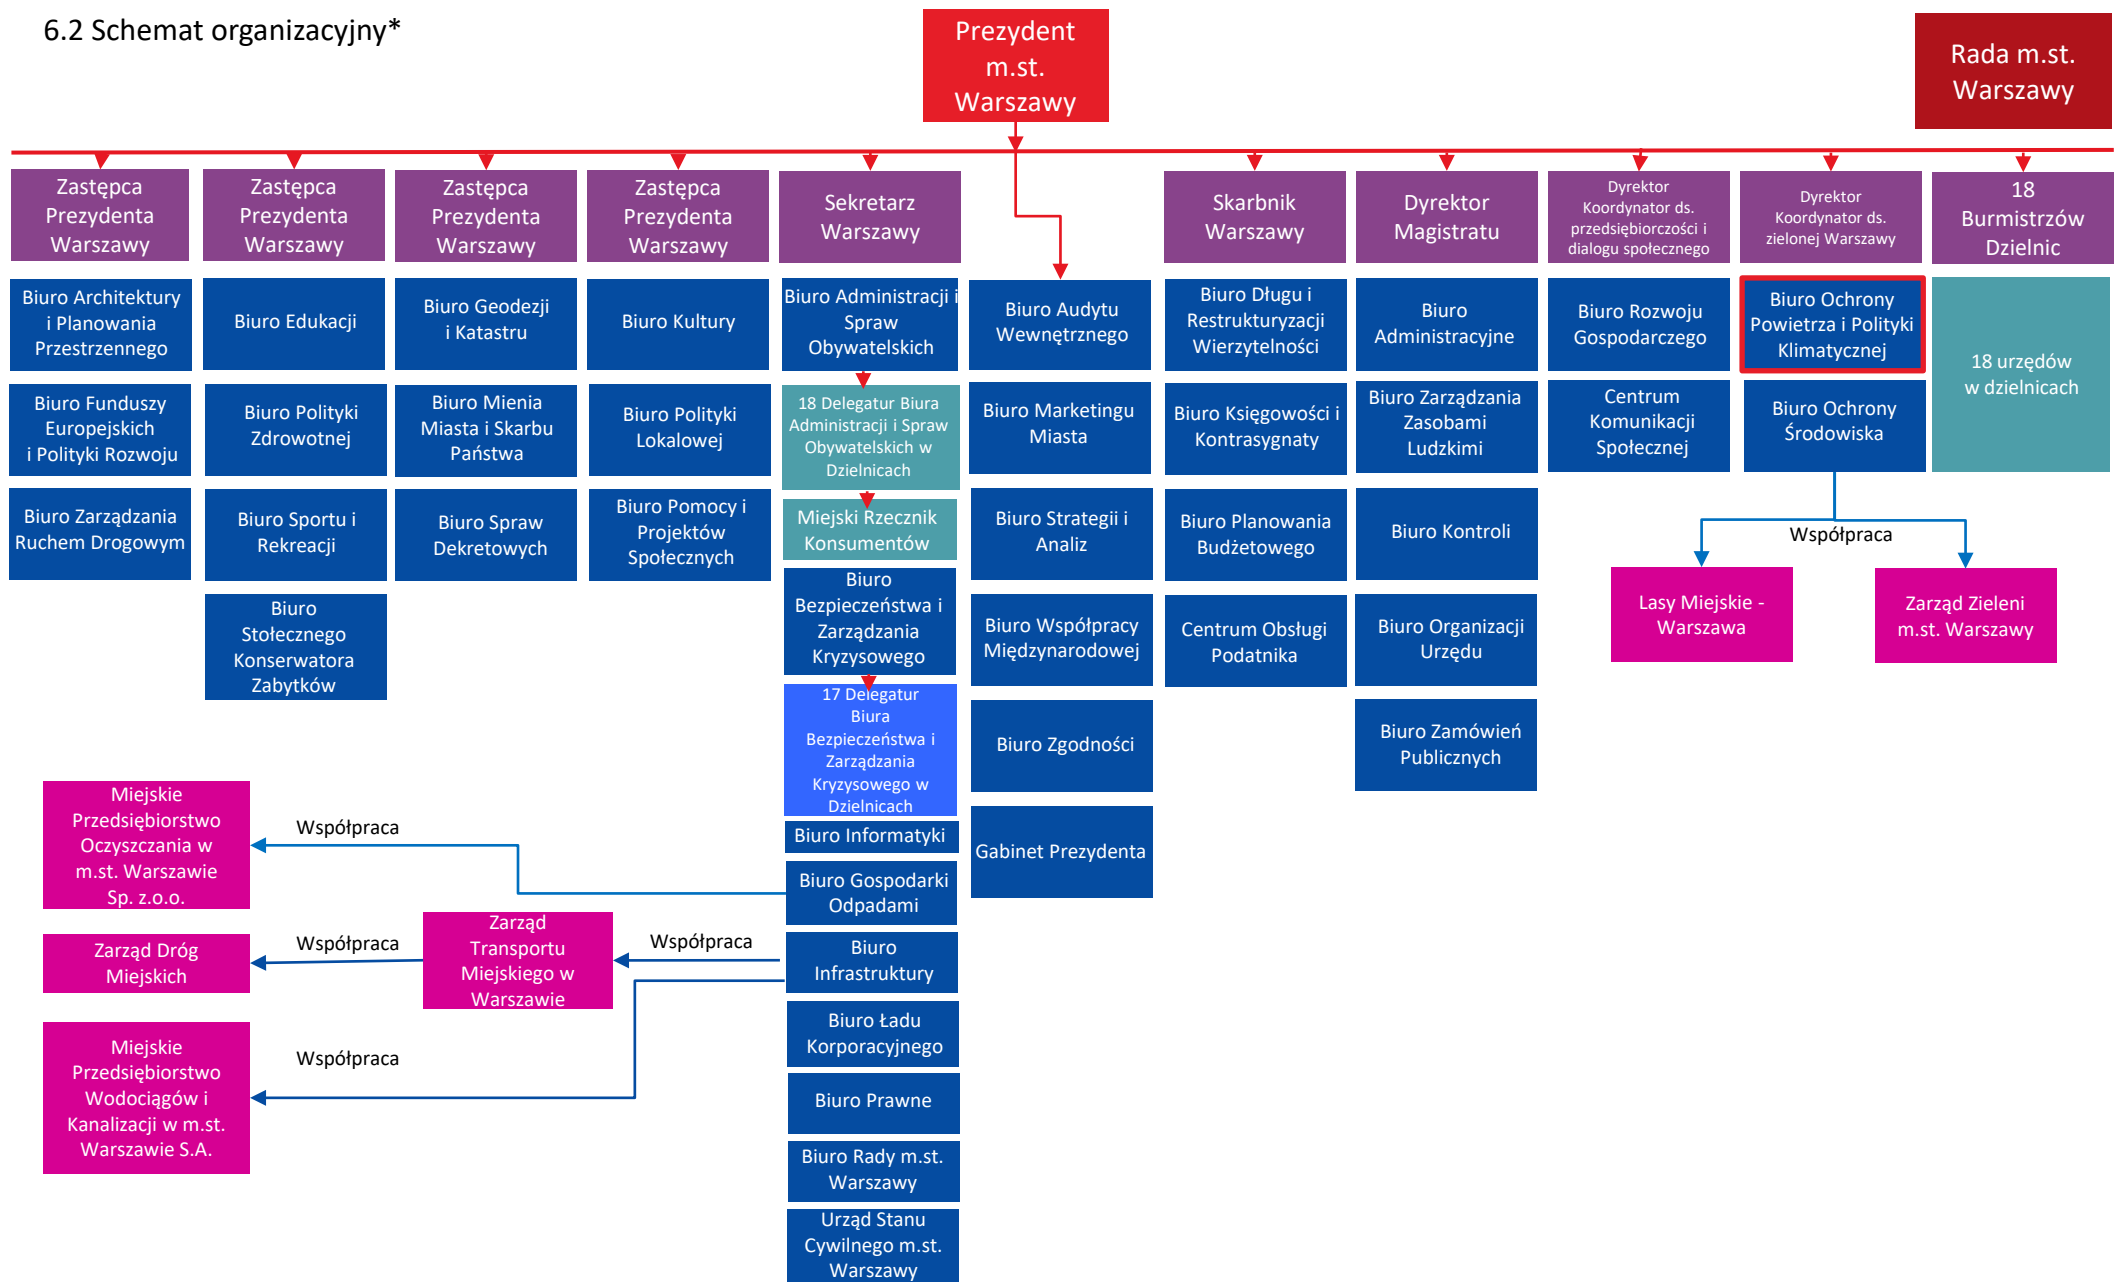 6.2 Schemat organizacyjny*
Prezydent
m.st.
Warszawy
Rada m.st.
Warszawy
Zastępca
Prezydenta
Warszawy
Zastępca
Prezydenta
Warszawy
Zastępca
Prezydenta
Warszawy
Zastępca
Prezydenta
Warszawy
Sekretarz
Warszawy
Skarbnik
Warszawy
Dyrektor
Magistratu
Dyrektor
Koordynator ds.
przedsiębiorczości i
dialogu społecznego
Dyrektor
Koordynator ds.
zielonej Warszawy
18
Burmistrzów
Dzielnic
Biuro Architektury
i Planowania
Przestrzennego
Biuro Funduszy
Europejskich
i Polityki Rozwoju
Biuro Zarządzania
Ruchem Drogowym
Biuro Edukacji
Biuro Polityki
Zdrowotnej
Biuro Sportu i
Rekreacji
Biuro
Stołecznego
Konserwatora
Zabytków
Biuro Geodezji
i Katastru
Biuro Mienia
Miasta i Skarbu
Państwa
Biuro Spraw
Dekretowych
Biuro Kultury
Biuro Polityki
Lokalowej
Biuro Pomocy i
Projektów
Społecznych
Biuro Administracji i
Spraw
Obywatelskich
18 Delegatur Biura
Administracji i Spraw
Obywatelskich w
Dzielnicach
Miejski Rzecznik
Konsumentów
Biuro
Bezpieczeństwa i
Zarządzania
Kryzysowego
17 Delegatur
Biura
Bezpieczeństwa i
Zarządzania
Kryzysowego w
Dzielnicach
Biuro Informatyki
Biuro Gospodarki
Odpadami
Biuro
Infrastruktury
Biuro Ładu
Korporacyjnego
Biuro Prawne
Biuro Rady m.st.
Warszawy
Urząd Stanu
Cywilnego m.st.
Warszawy
Biuro Audytu
Wewnętrznego
Biuro Marketingu
Miasta
Biuro Strategii i
Analiz
Biuro Współpracy
Międzynarodowej
Biuro Zgodności
Gabinet Prezydenta
Biuro Długu i
Restrukturyzacji
Wierzytelności
Biuro Księgowości i
Kontrasygnaty
Biuro Planowania
Budżetowego
Centrum Obsługi
Podatnika
Biuro
Administracyjne
Biuro Zarządzania
Zasobami
Ludzkimi
Biuro Kontroli
Biuro Organizacji
Urzędu
Biuro Zamówień
Publicznych
Biuro Rozwoju
Gospodarczego
Centrum
Komunikacji
Społecznej
Biuro Ochrony
Powietrza i Polityki
Klimatycznej
Biuro Ochrony
Środowiska
18 urzędów
w dzielnicach
Współpraca
Lasy Miejskie -
Warszawa
Zarząd Zieleni
m.st. Warszawy
Miejskie
Przedsiębiorstwo
Oczyszczania w
m.st. Warszawie
Sp. z.o.o.
Współpraca
Zarząd Dróg
Miejskich
Współpraca
Zarząd
Transportu
Miejskiego w
Warszawie
Współpraca
Miejskie
Przedsiębiorstwo
Wodociągów i
Kanalizacji w m.st.
Warszawie S.A.
Współpraca